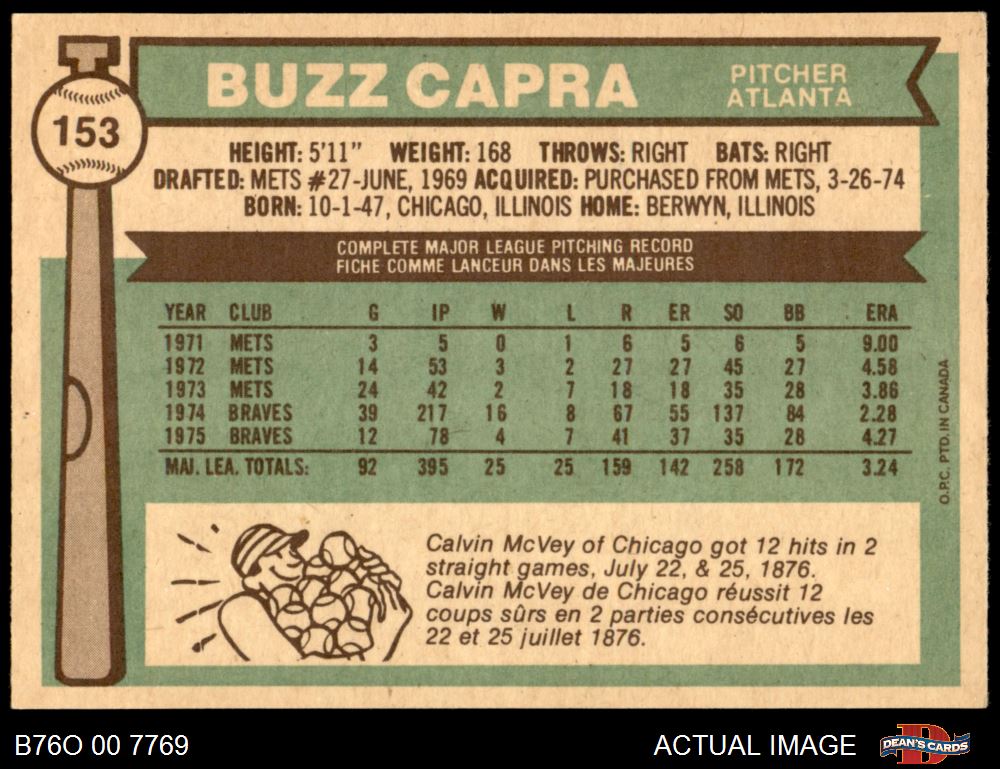 BUZZ CAPRA
PITCHER
ATLANTA
153
HEIGHT: 5'11" WEIGHT: 168 THROWS: RIGHT BATS: RIGHT
DRAFTED: METS #27-JUNE, 1969 ACQUIRED: PURCHASED FROM METS, 3-26-74
BORN: 10-1-47, CHICAGO, ILLINOIS HOME: BERWYN, ILLINOIS
COMPLETE MAJOR LEAGUE PITCHING RECORD
FICHE COMME LANCEUR DANS LES MAJEURES
YEAR CLUB G IP W L R ER SO BB ERA
1971 METS 3 5 0 1 6 5 6 5 9.00
1972 METS 14 53 3 2 27 27 45 27 4.58
1973 METS 24 42 2 7 18 18 35 28 3.86
1974 BRAVES 39 217 16 8 67 55 137 84 2.28
1975 BRAVES 12 78 4 7 41 37 35 28 4.27
MAJ. LEA. TOTALS: 92 395 25 25 159 142 258 172 3.24
O.P.C. PTD. IN CANADA
Calvin McVey of Chicago got 12 hits in 2
straight games, July 22, & 25, 1876.
Calvin McVey de Chicago réussit 12
coups sûrs en 2 parties consécutives les
22 et 25 juillet 1876.
B76O 00 7769
ACTUAL IMAGE
DEAN'S CARDS